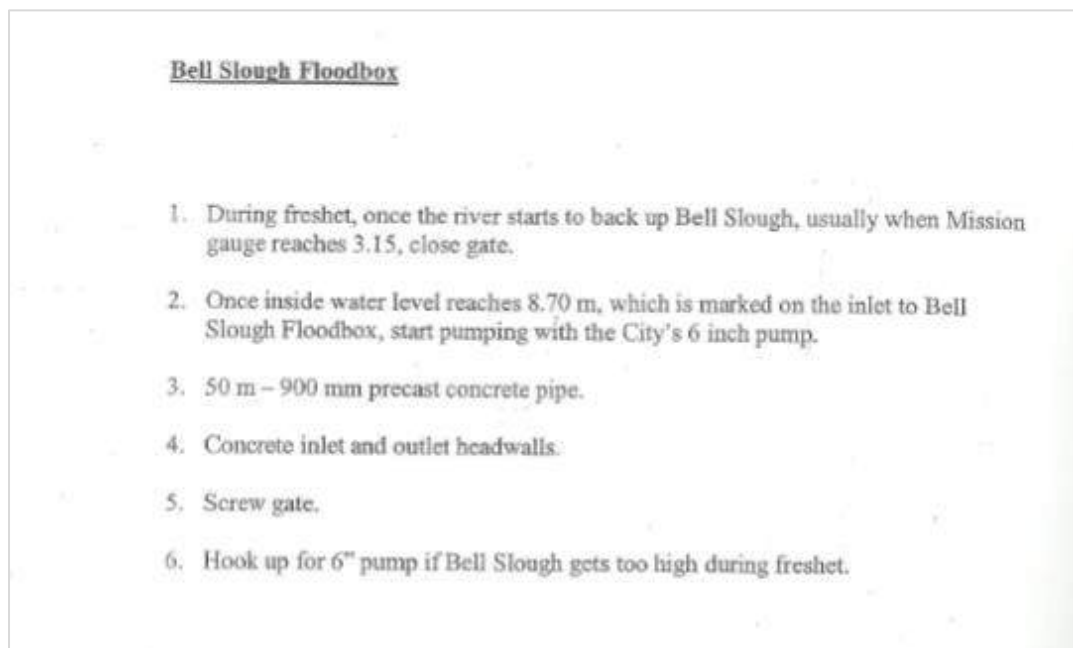 Bell Slough Floodbox
1. During freshet, once the river starts to back up Bell Slough, usually when Mission
gauge reaches 3.15, close gate.
2. Once inside water level reaches 8.70 m, which is marked on the inlet to Bell
Slough Floodbox, start pumping with the City's 6 inch pump.
3. 50 m – 900 mm precast concrete pipe.
4. Concrete inlet and outlet headwalls.
5. Screw gate.
6. Hook up for 6" pump if Bell Slough gets too high during freshet.